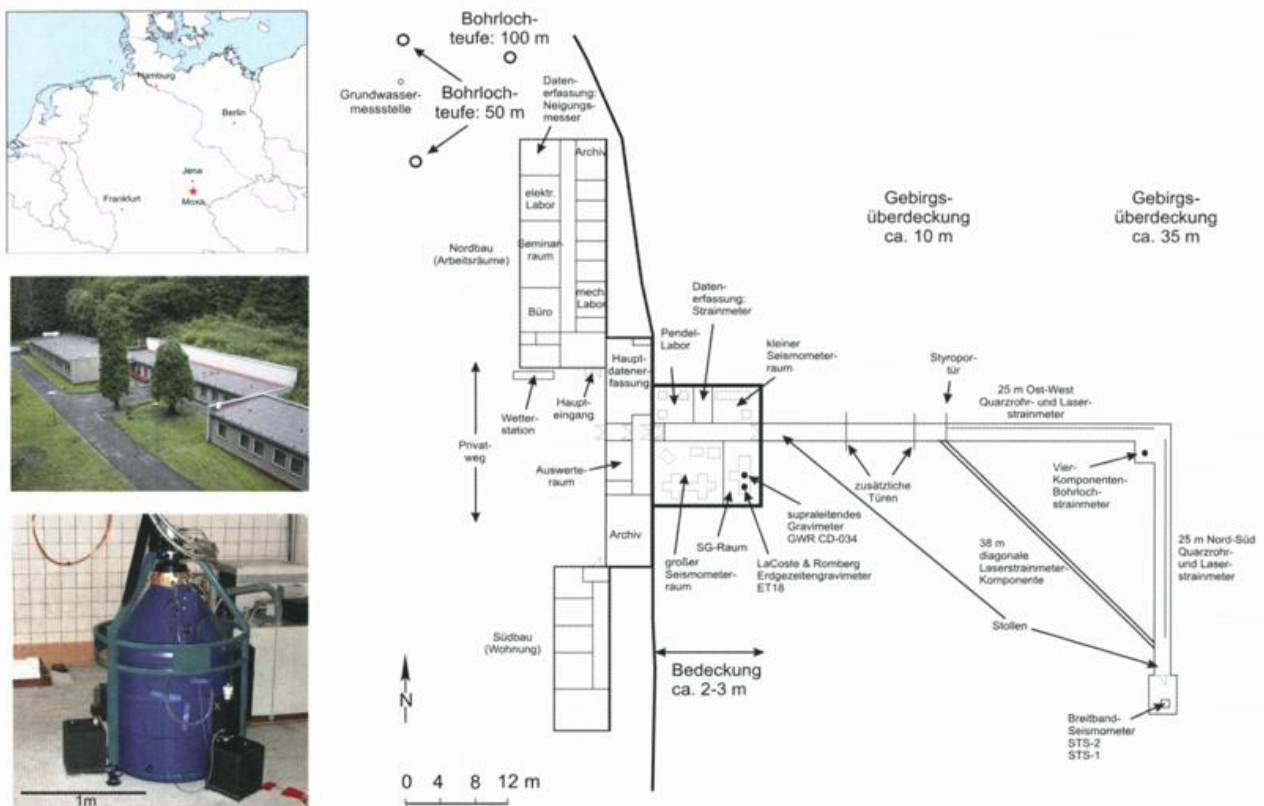 Hamburg
Berlin
Jena
Frankfurt
Moxa
1m
Bohrloch-
teufe: 100 m
Grundwasser-
messstelle
Bohrloch-
teufe: 50 m
Daten-
erfassung:
Neigungs-
messer
Archiv
elektr.
Labor
Nordbau
(Arbeitsräume)
Seminar-
raum
mech.
Labor
Büro
Haupt-
datener-
fassung
Haupt-
eingang
Wetter-
station
Privat-
weg
Auswerte-
raum
Archiv
Südbau
(Wohnung)
N
0 4 8 12 m
Pendel-
Labor
Daten-
erfassung:
Strainmeter
kleiner
Seismometer-
raum
Gebirgs-
überdeckung
ca. 10 m
Gebirgs-
überdeckung
ca. 35 m
Styropor-
tür
25 m Ost-West
Quarzrohr- und Laser-
strainmeter
zusätzliche
Türen
Vier-
Komponenten-
Bohrloch-
strainmeter
supraleitendes
Gravimeter
GWR CD-034
SG-Raum
großer
Seismometer-
raum
LaCoste & Romberg
Erdgezeitengravimeter
ET18
38 m
diagonale
Laserstrainmeter-
Komponente
25 m Nord-Süd
Quarzrohr-
und Laser-
strainmeter
Stollen
Bedeckung
ca. 2-3 m
Breitband-
Seismometer
STS-2
STS-1